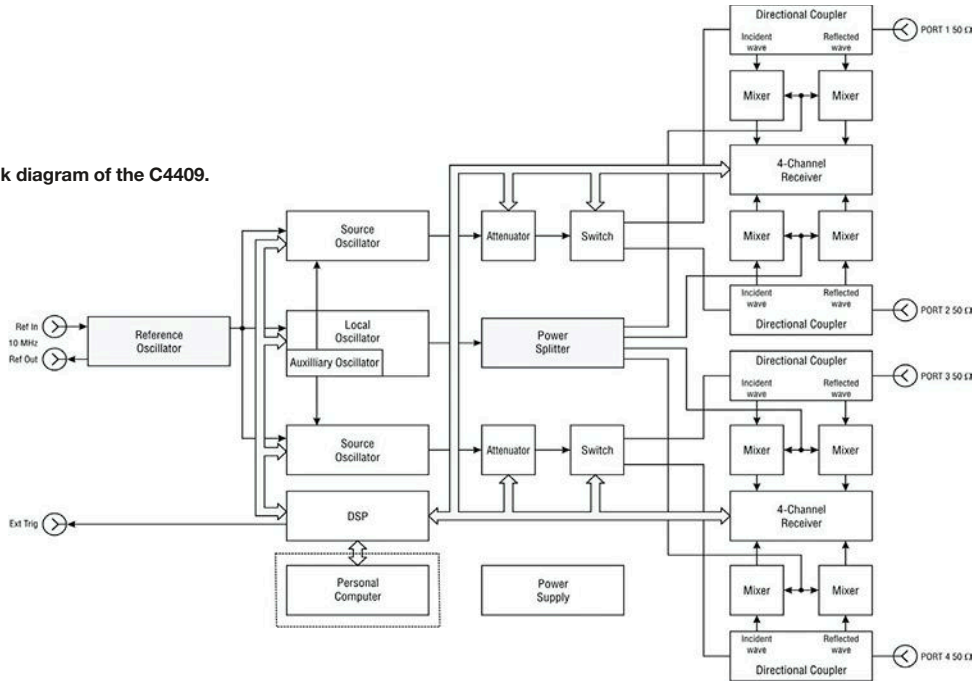 Directional Coupler
Incident
wave
Reflected
wave
PORT 1 50 Ω
Mixer
Mixer
k diagram of the C4409.
4-Channel
Receiver
Source
Oscillator
Attenuator
Switch
Mixer
Mixer
Incident
wave
Reflected
wave
Directional Coupler
PORT 2 50 Ω
Ref In
10 MHz
Ref Out
Reference
Oscillator
Local
Oscillator
Auxilliary Oscillator
Power
Splitter
Directional Coupler
Incident
wave
Reflected
wave
PORT 3 50 Ω
Source
Oscillator
Attenuator
Switch
Mixer
Mixer
Ext Trig
DSP
4-Channel
Receiver
Personal
Computer
Power
Supply
Mixer
Mixer
Incident
wave
Reflected
wave
Directional Coupler
PORT 4 50 Ω